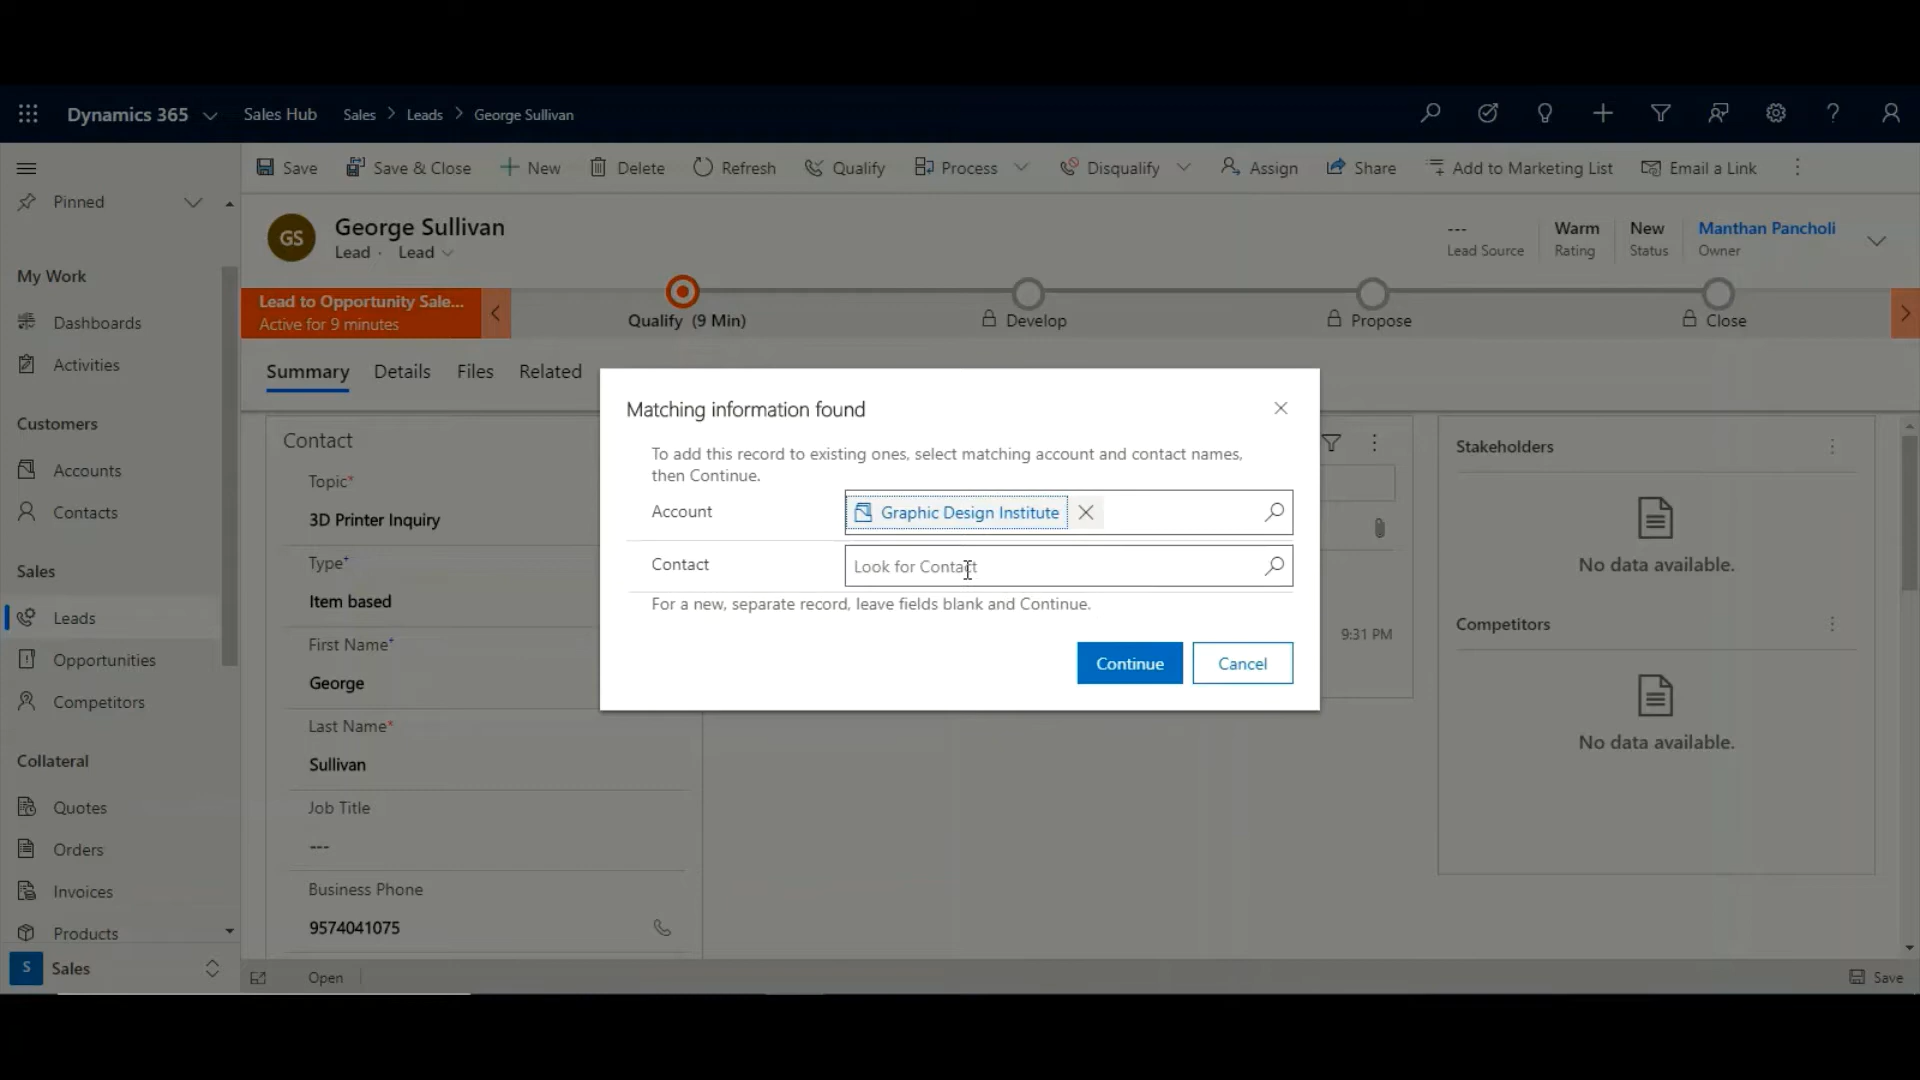 Dynamics 365
Sales Hub
Sales > Leads > George Sullivan
Save
Save & Close
New
Delete
Refresh
Qualify
Process
Disqualify
Assign
Share
Add to Marketing List
Email a Link
Pinned
My Work
Dashboards
Activities
Customers
Accounts
Contacts
Sales
Leads
Opportunities
Competitors
Collateral
Quotes
Orders
Invoices
Products
S
Sales
GS
George Sullivan
Lead · Lead
---
Lead Source
Warm
Rating
New
Status
Manthan Pancholi
Owner
Lead to Opportunity Sale...
Active for 9 minutes
Qualify (9 Min)
Develop
Propose
Close
Summary
Details
Files
Related
Contact
Topic*
3D Printer Inquiry
Type*
Item based
First Name*
George
Last Name*
Sullivan
Job Title
---
Business Phone
9574041075
Matching information found
To add this record to existing ones, select matching account and contact names,
then Continue.
Account
Graphic Design Institute
Contact
Look for Contact
For a new, separate record, leave fields blank and Continue.
Continue
Cancel
9:31 PM
Stakeholders
No data available.
Competitors
No data available.
Open
Save